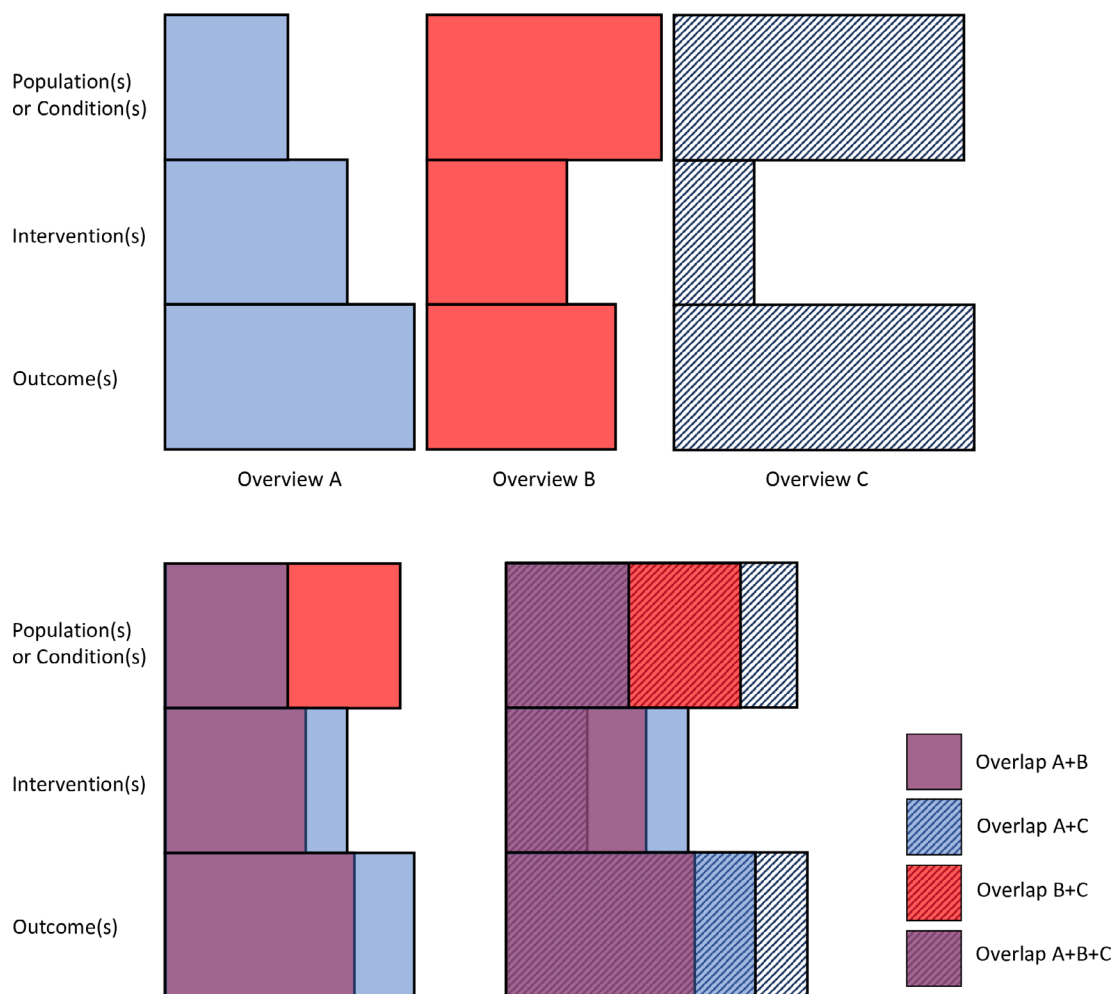 Population(s)
or Condition(s)
Intervention(s)
Outcome(s)
Overview A
Overview B
Overview C
Population(s)
or Condition(s)
Intervention(s)
Outcome(s)
Overlap A+B
Overlap A+C
Overlap B+C
Overlap A+B+C